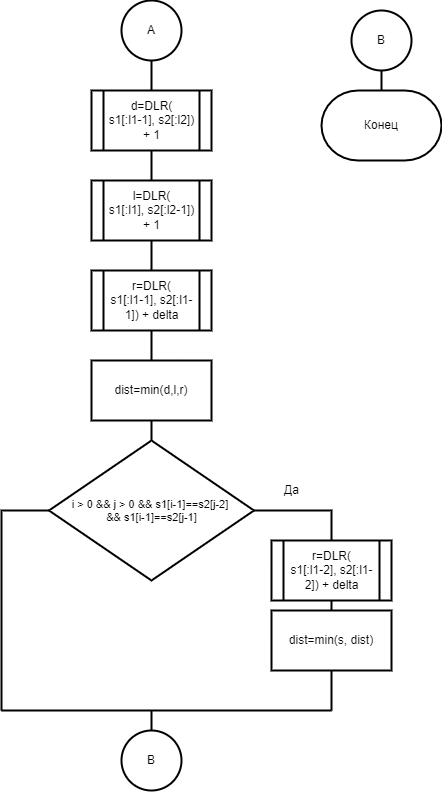 A
B
d=DLR(
s1[:l1-1], s2[:l2])
+ 1
Конец
l=DLR(
s1[:l1], s2[:l2-1])
+ 1
r=DLR(
s1[:l1-1], s2[:l1-
1]) + delta
dist=min(d,l,r)
i > 0 && j > 0 && s1[i-1]==s2[j-2]
&& s1[i-1]==s2[j-1]
Да
r=DLR(
s1[:l1-2], s2[:l1-
2]) + delta
dist=min(s, dist)
B